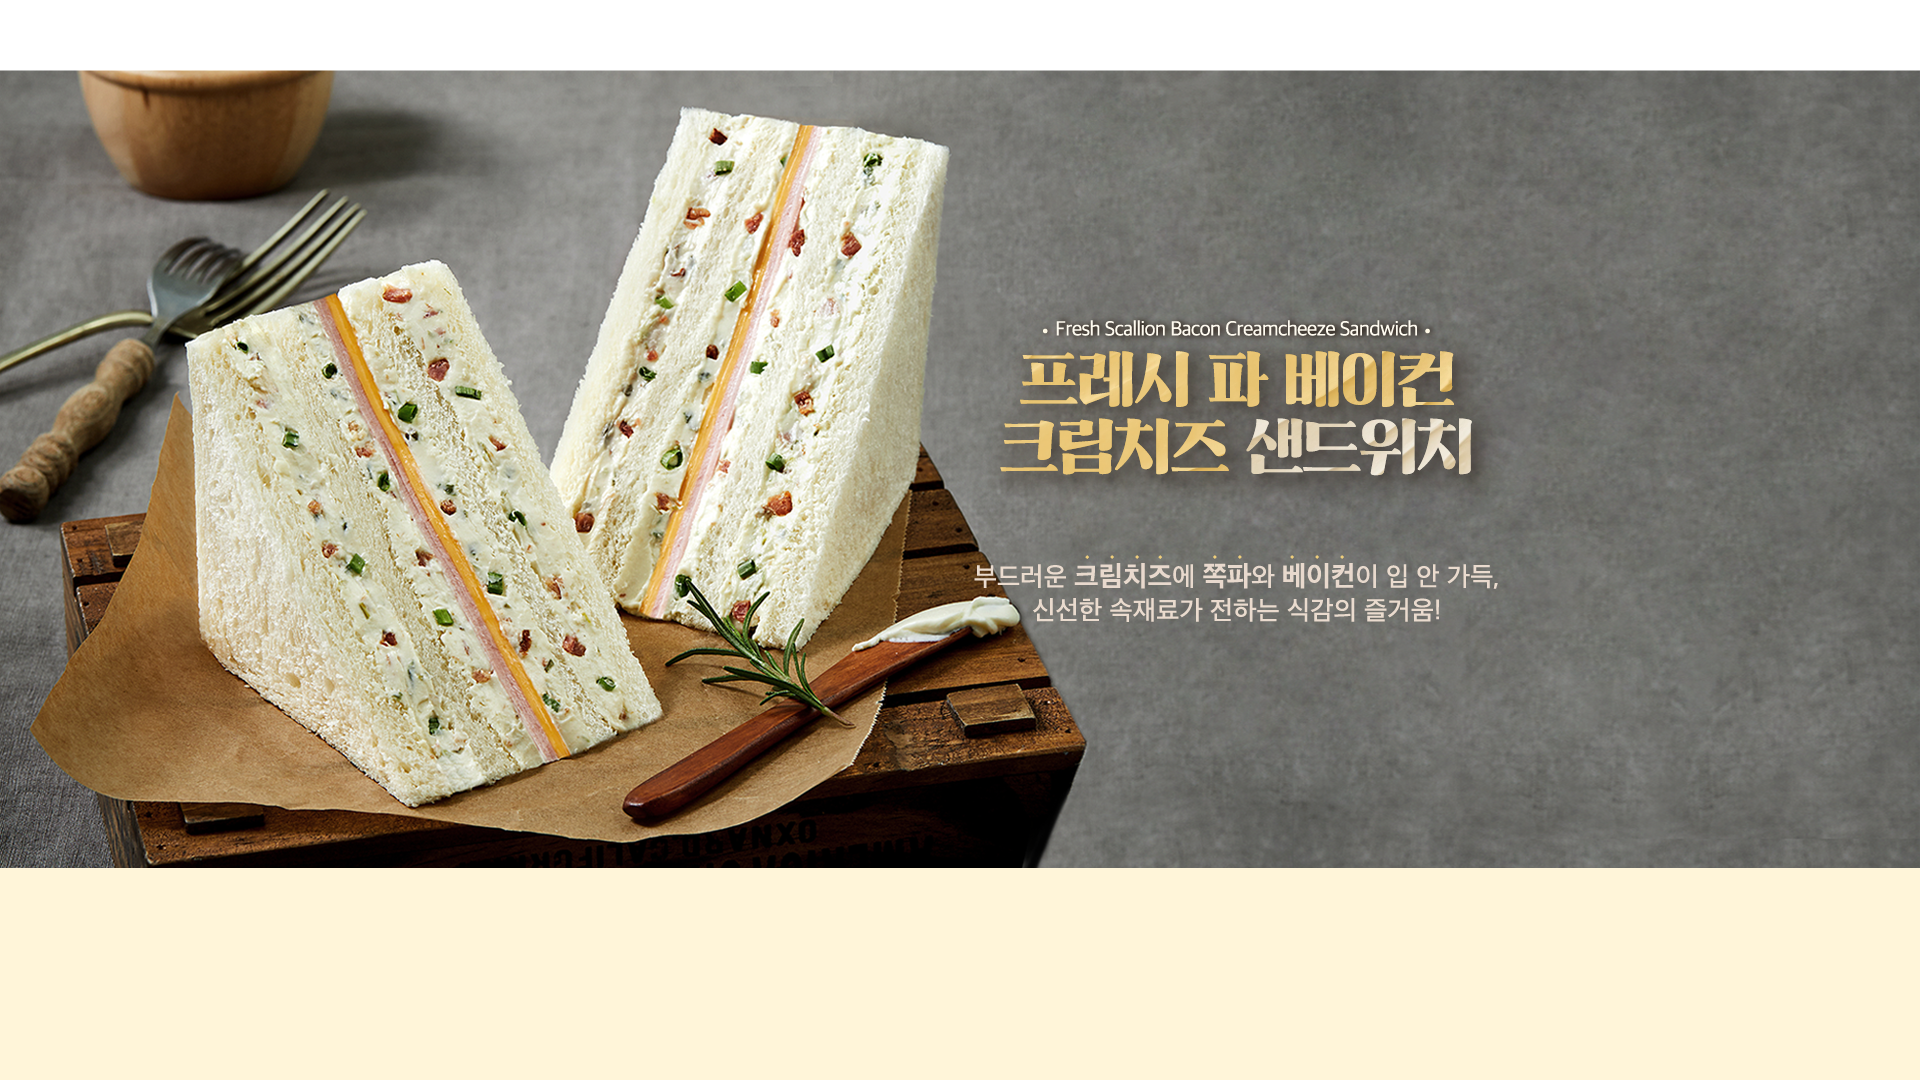 • Fresh Scallion Bacon Creamcheeze Sandwich •
프레시 파 베이컨
크림치즈 샌드위치
부드러운 크림치즈에 쪽파와 베이컨이 입 안 가득,
신선한 속재료가 전하는 식감의 즐거움!